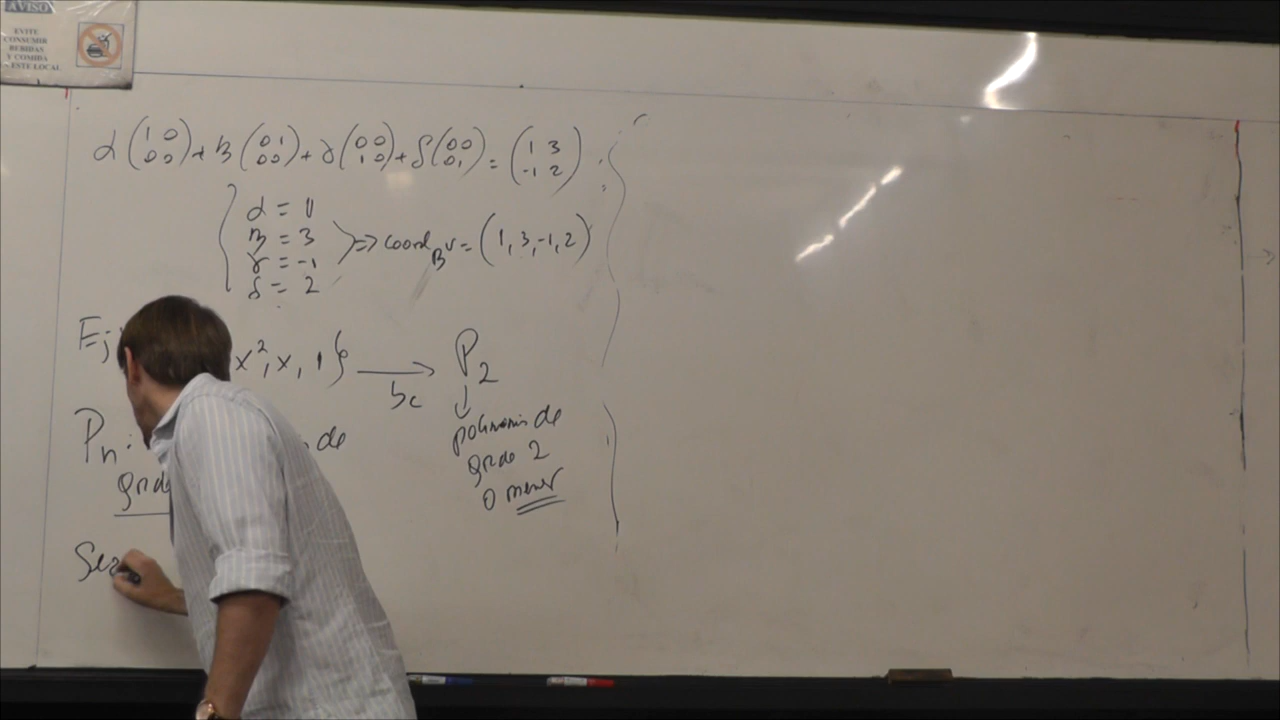 AVISO
EVITE
CONSUMIR
BEBIDAS
Y COMIDA
ESTE LOCAL
α (1 0 / 0 0) + β (0 1 / 0 0) + γ (0 0 / 1 0) + δ (0 0 / 0 1) = (1 3 / -1 2)
α = 1
β = 3
γ = -1
δ = 2
=> coord_B v = (1, 3, -1, 2)
Ej
x², x, 1} → P₂
bc
↓
polinomios de
grado 2
o menor
Pₙ: de
grado